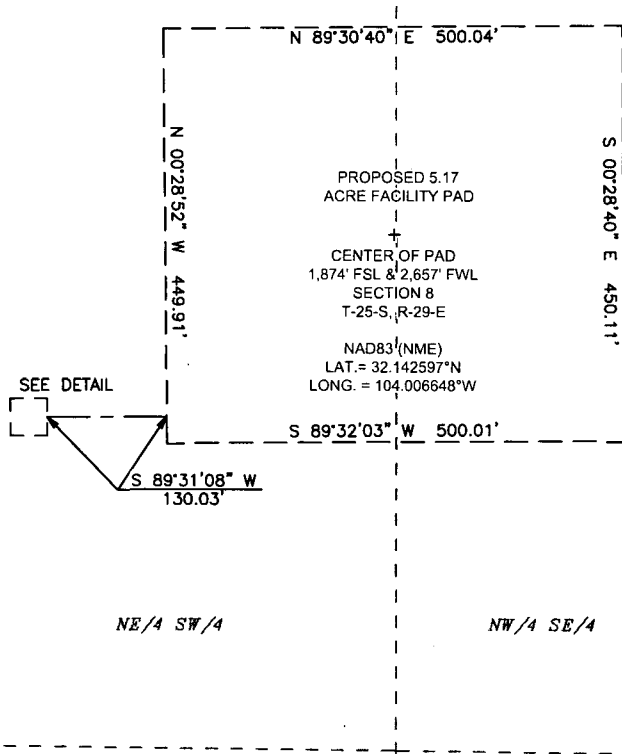 N 89°30'40" E 500.04'
N 00°28'52" W 449.91'
S 00°28'40" E 450.11'
PROPOSED 5.17
ACRE FACILITY PAD
CENTER OF PAD
1,874' FSL & 2,657' FWL
SECTION 8
T-25-S, R-29-E
NAD83 (NME)
LAT.= 32.142597°N
LONG. = 104.006648°W
SEE DETAIL
S 89°32'03" W 500.01'
S 89°31'08" W
130.03'
NE/4 SW/4
NW/4 SE/4